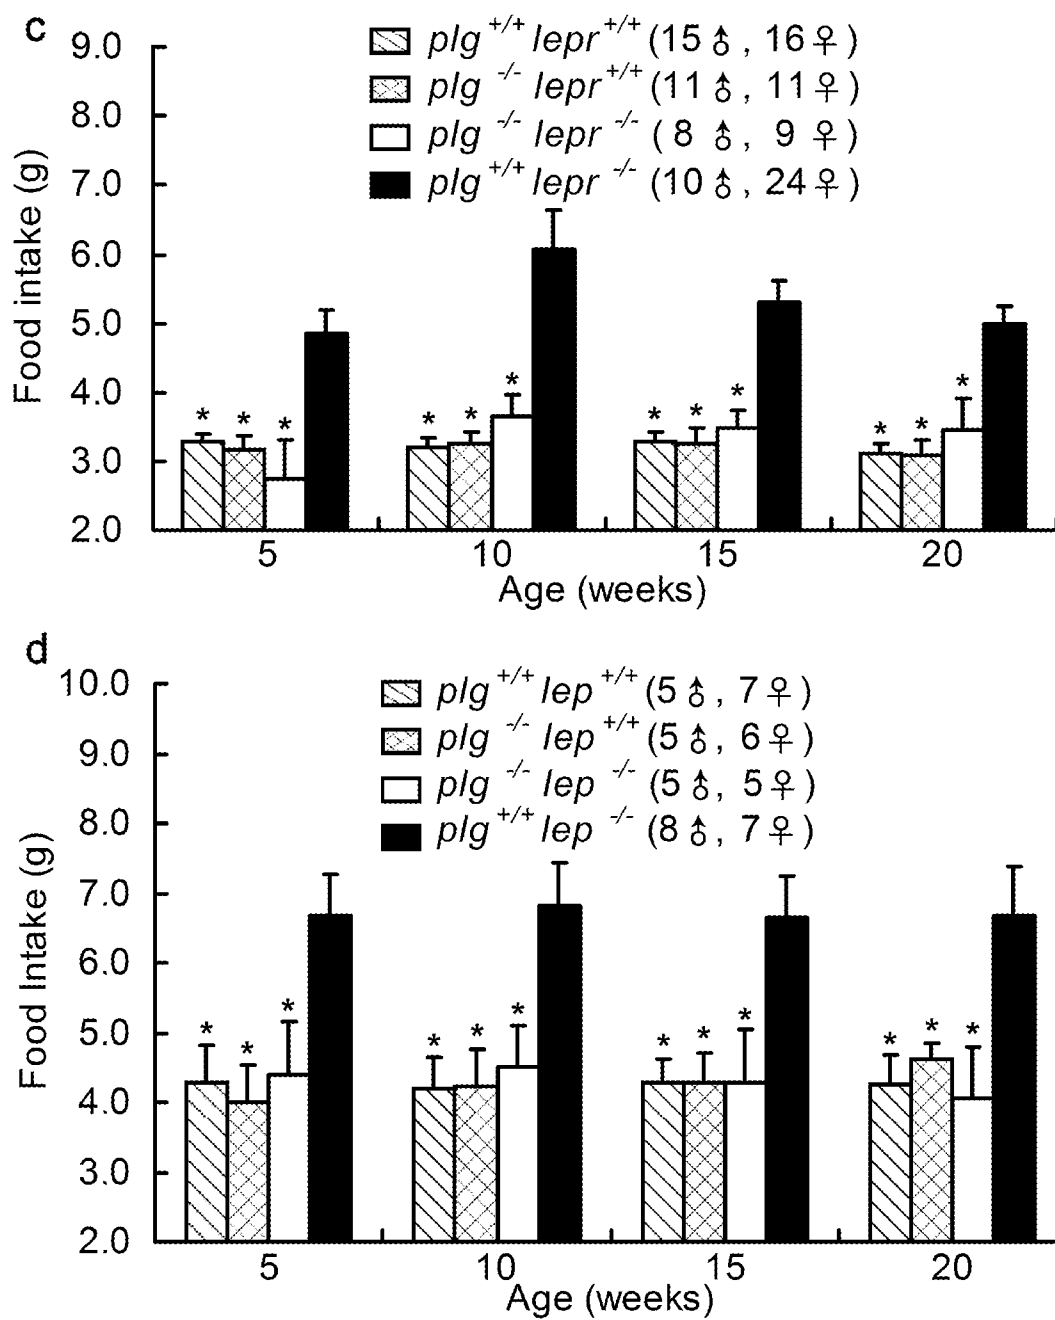 c
plg +/+ lepr +/+ (15 ♂, 16 ♀)
plg -/- lepr +/+ (11 ♂, 11 ♀)
plg -/- lepr -/- ( 8 ♂, 9 ♀)
plg +/+ lepr -/- (10 ♂, 24 ♀)
Food intake (g)
9.0
8.0
7.0
6.0
5.0
4.0
3.0
2.0
* * * * * * * * * * * *
5 10 15 20
Age (weeks)
d
plg +/+ lep +/+ (5 ♂, 7 ♀)
plg -/- lep +/+ (5 ♂, 6 ♀)
plg -/- lep -/- (5 ♂, 5 ♀)
plg +/+ lep -/- (8 ♂, 7 ♀)
Food Intake (g)
10.0
9.0
8.0
7.0
6.0
5.0
4.0
3.0
2.0
* * * * * * * * * * * *
5 10 15 20
Age (weeks)